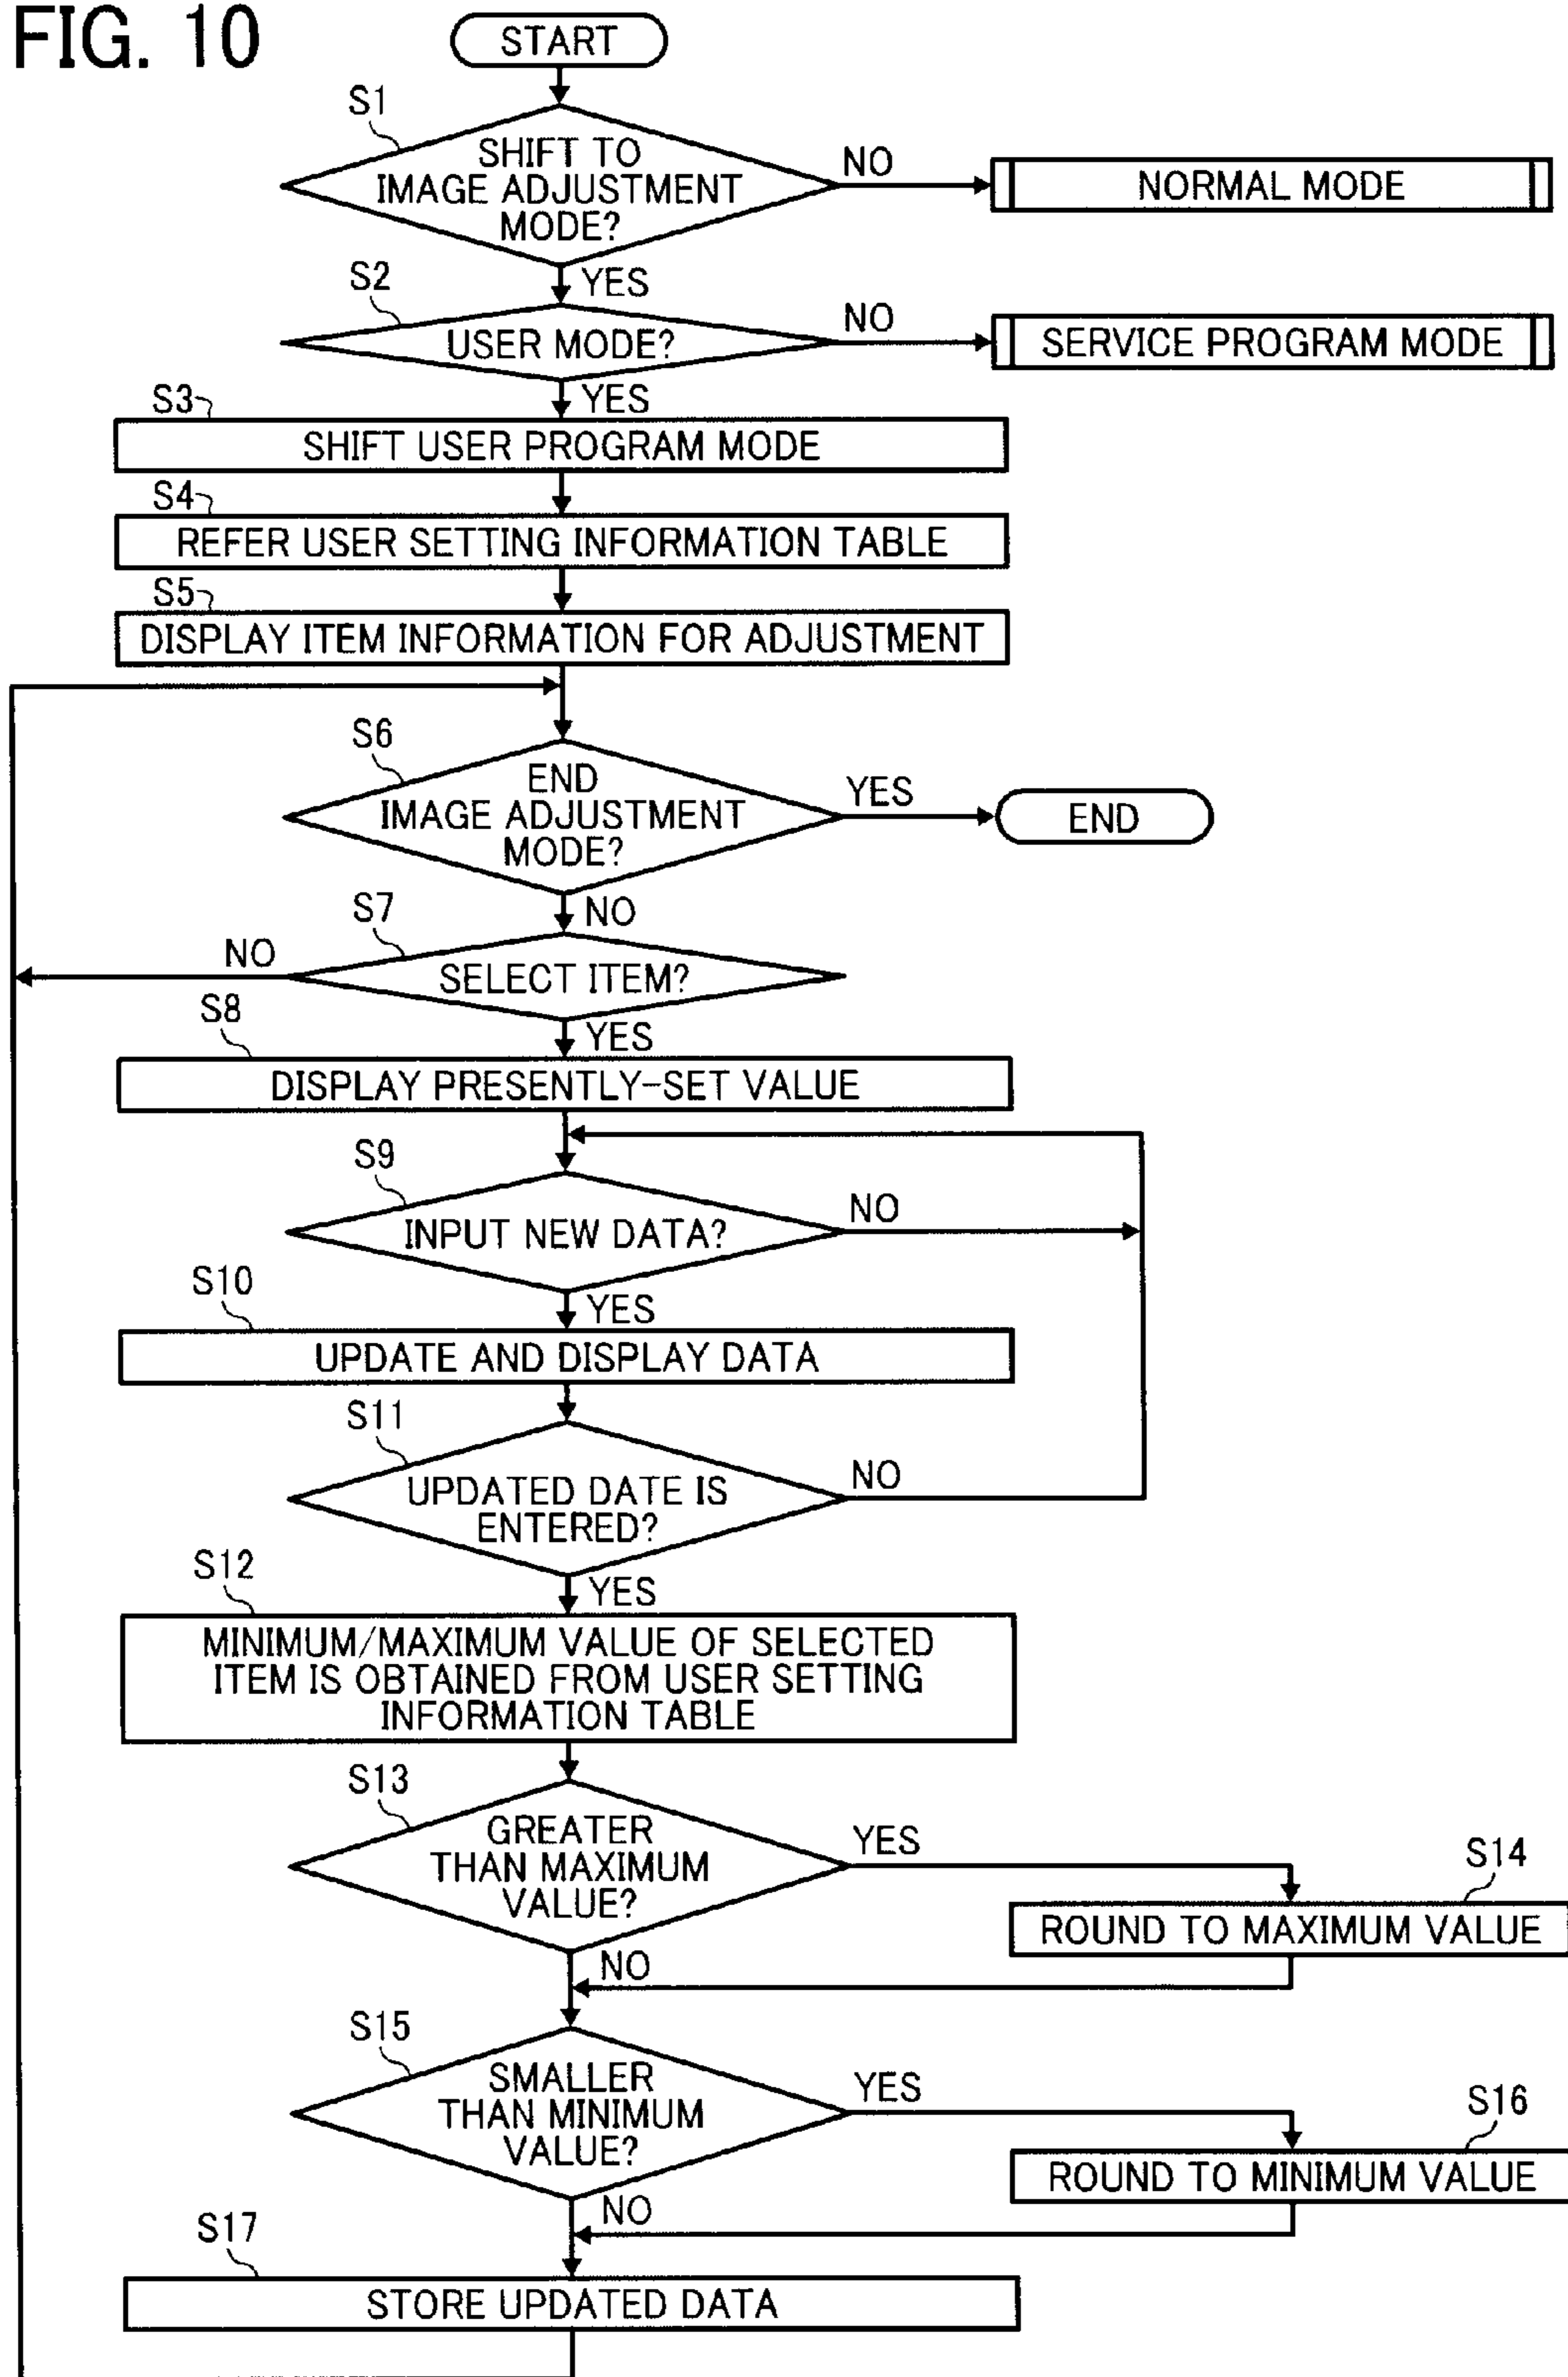 FIG. 10
START
S1
SHIFT TO
IMAGE ADJUSTMENT
MODE?
NO
NORMAL MODE
YES
S2
USER MODE?
NO
SERVICE PROGRAM MODE
YES
S3
SHIFT USER PROGRAM MODE
S4
REFER USER SETTING INFORMATION TABLE
S5
DISPLAY ITEM INFORMATION FOR ADJUSTMENT
S6
END
IMAGE ADJUSTMENT
MODE?
YES
END
NO
S7
SELECT ITEM?
NO
YES
S8
DISPLAY PRESENTLY-SET VALUE
S9
INPUT NEW DATA?
NO
YES
S10
UPDATE AND DISPLAY DATA
S11
UPDATED DATE IS
ENTERED?
NO
YES
S12
MINIMUM/MAXIMUM VALUE OF SELECTED
ITEM IS OBTAINED FROM USER SETTING
INFORMATION TABLE
S13
GREATER
THAN MAXIMUM
VALUE?
YES
S14
ROUND TO MAXIMUM VALUE
NO
S15
SMALLER
THAN MINIMUM
VALUE?
YES
S16
ROUND TO MINIMUM VALUE
NO
S17
STORE UPDATED DATA